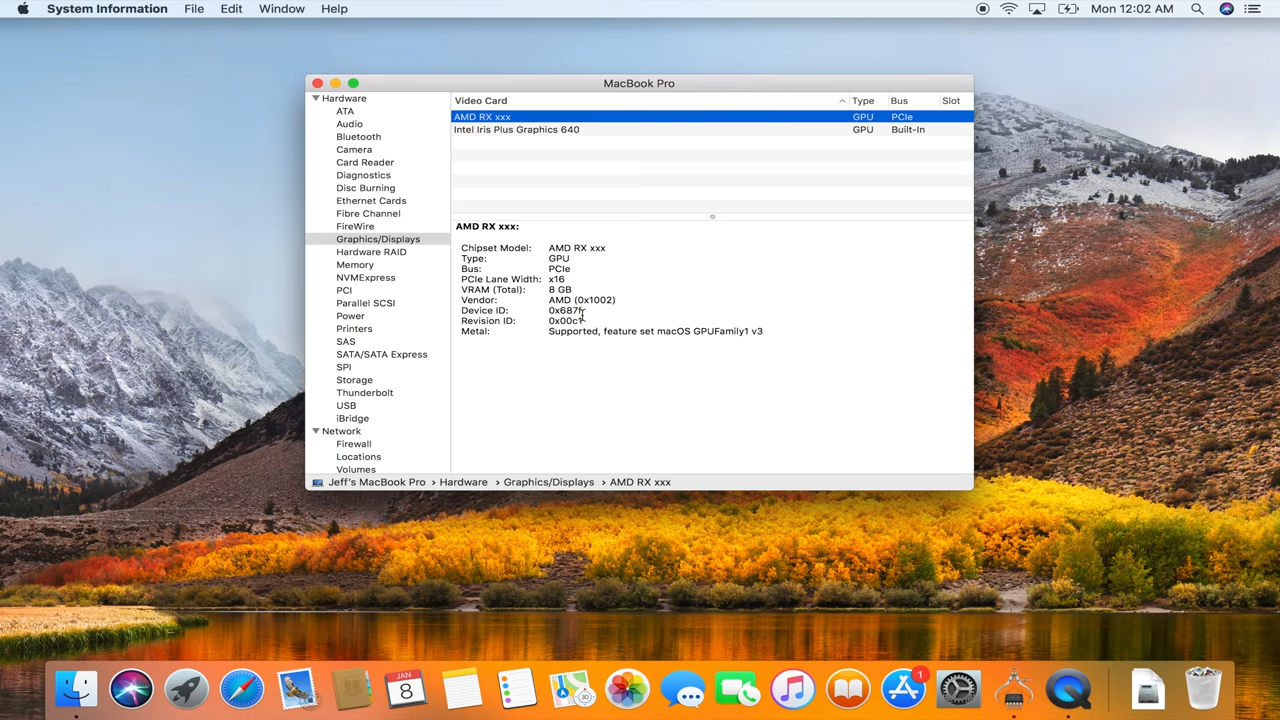 System Information File Edit Window Help Mon 12:02 AM
MacBook Pro
Hardware
ATA
Audio
Bluetooth
Camera
Card Reader
Diagnostics
Disc Burning
Ethernet Cards
Fibre Channel
FireWire
Graphics/Displays
Hardware RAID
Memory
NVMExpress
PCI
Parallel SCSI
Power
Printers
SAS
SATA/SATA Express
SPI
Storage
Thunderbolt
USB
iBridge
Network
Firewall
Locations
Volumes
Video Card Type Bus Slot
AMD RX xxx GPU PCIe
Intel Iris Plus Graphics 640 GPU Built-In
AMD RX xxx:
Chipset Model: AMD RX xxx
Type: GPU
Bus: PCIe
PCIe Lane Width: x16
VRAM (Total): 8 GB
Vendor: AMD (0x1002)
Device ID: 0x687f
Revision ID: 0x00c1
Metal: Supported, feature set macOS GPUFamily1 v3
Jeff's MacBook Pro › Hardware › Graphics/Displays › AMD RX xxx
JAN
8
3D
1